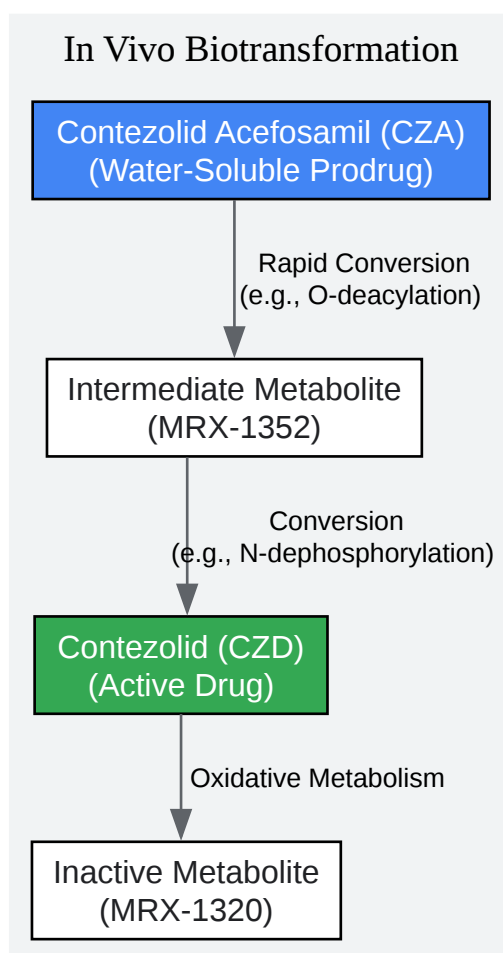 In Vivo Biotransformation
Contezolid Acefosamil (CZA)
(Water-Soluble Prodrug)
Rapid Conversion
(e.g., O-deacylation)
Intermediate Metabolite
(MRX-1352)
Conversion
(e.g., N-dephosphorylation)
Contezolid (CZD)
(Active Drug)
Oxidative Metabolism
Inactive Metabolite
(MRX-1320)